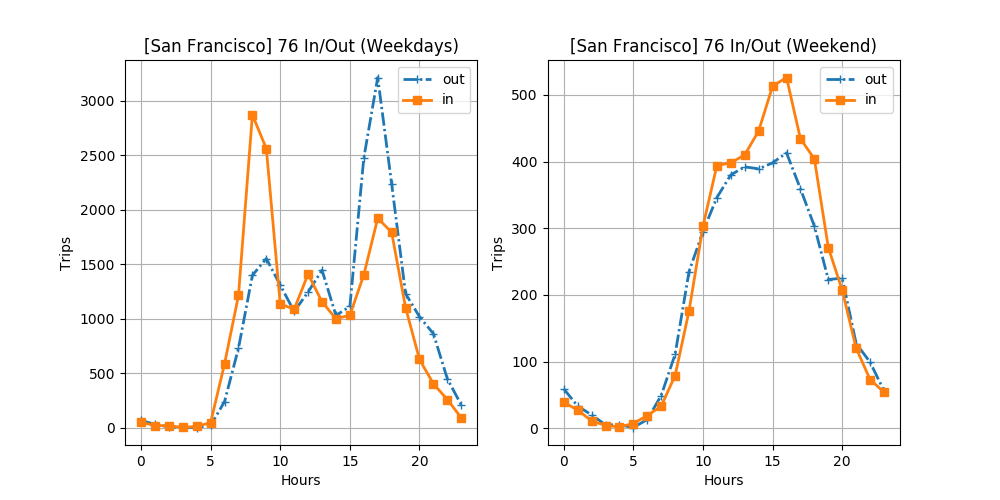 [San Francisco] 76 In/Out (Weekdays)
out
in
3000
2500
2000
1500
1000
500
0
Trips
0 5 10 15 20
Hours
[San Francisco] 76 In/Out (Weekend)
out
in
500
400
300
200
100
0
Trips
0 5 10 15 20
Hours